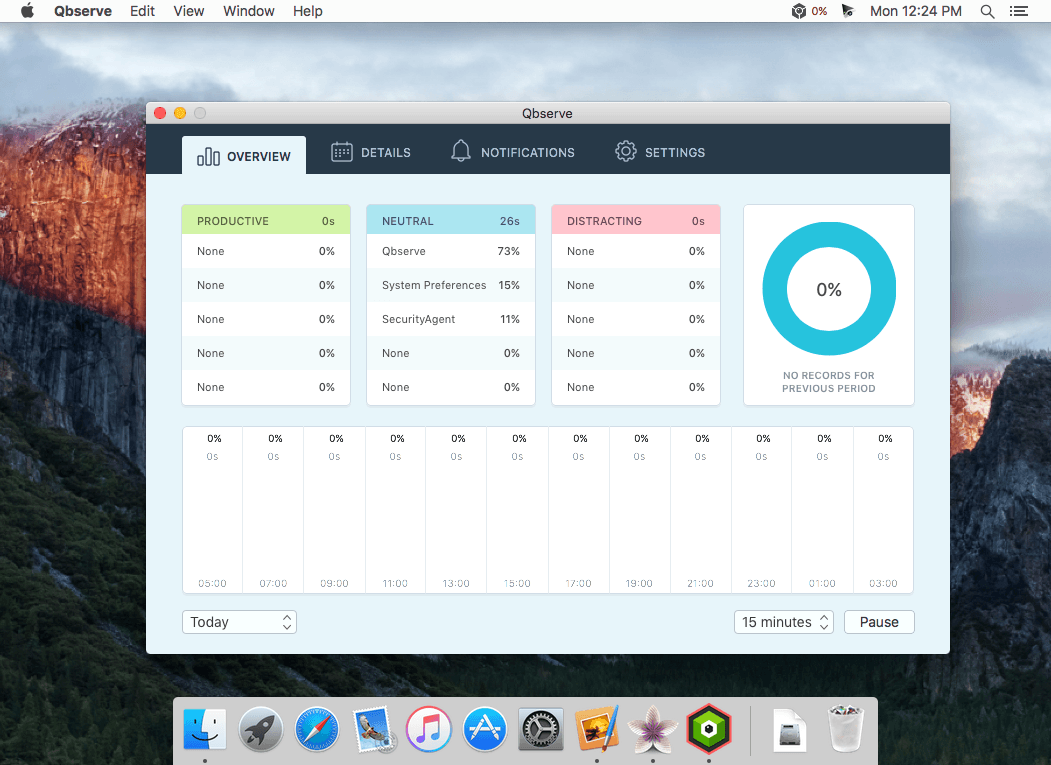 Qbserve Edit View Window Help 0% Mon 12:24 PM
Qbserve
OVERVIEW DETAILS NOTIFICATIONS SETTINGS
PRODUCTIVE 0s NEUTRAL 26s DISTRACTING 0s
None 0% Qbserve 73% None 0%
None 0% System Preferences 15% None 0%
None 0% SecurityAgent 11% None 0%
None 0% None 0% None 0%
None 0% None 0% None 0%
0%
NO RECORDS FOR
PREVIOUS PERIOD
0% 0% 0% 0% 0% 0% 0% 0% 0% 0% 0% 0%
0s 0s 0s 0s 0s 0s 0s 0s 0s 0s 0s 0s
05:00 07:00 09:00 11:00 13:00 15:00 17:00 19:00 21:00 23:00 01:00 03:00
Today 15 minutes Pause